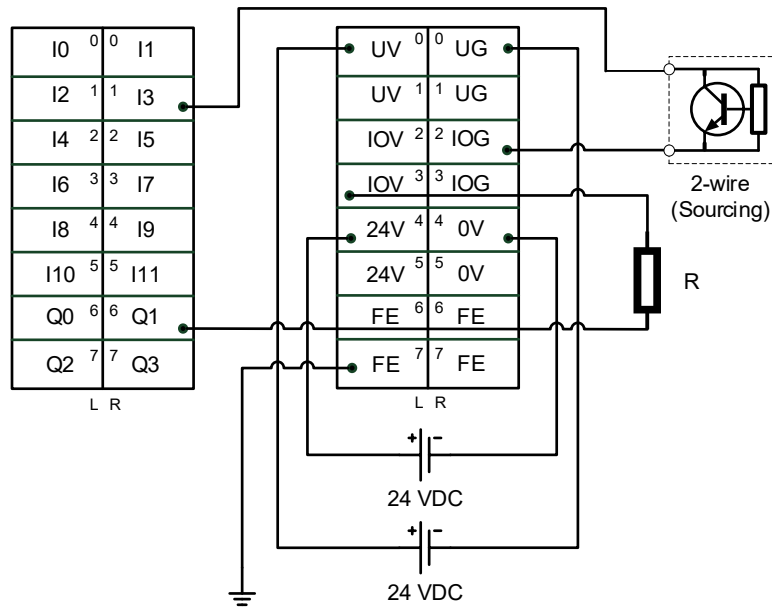 I0 0 0 I1
I2 1 1 I3
I4 2 2 I5
I6 3 3 I7
I8 4 4 I9
I10 5 5 I11
Q0 6 6 Q1
Q2 7 7 Q3
L R
UV 0 0 UG
UV 1 1 UG
IOV 2 2 IOG
IOV 3 3 IOG
24V 4 4 0V
24V 5 5 0V
FE 6 6 FE
FE 7 7 FE
L R
+ −
24 VDC
+ −
24 VDC
2-wire
(Sourcing)
R